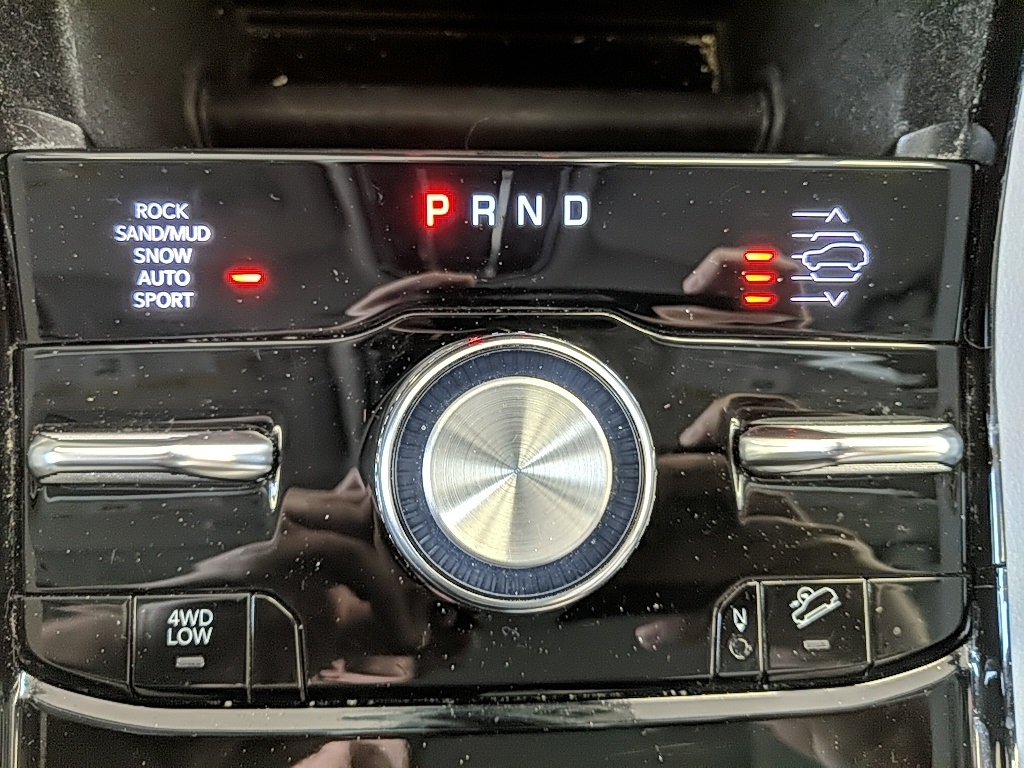 ROCK
SAND/MUD
SNOW
AUTO
SPORT
P R N D
4WD
LOW
N